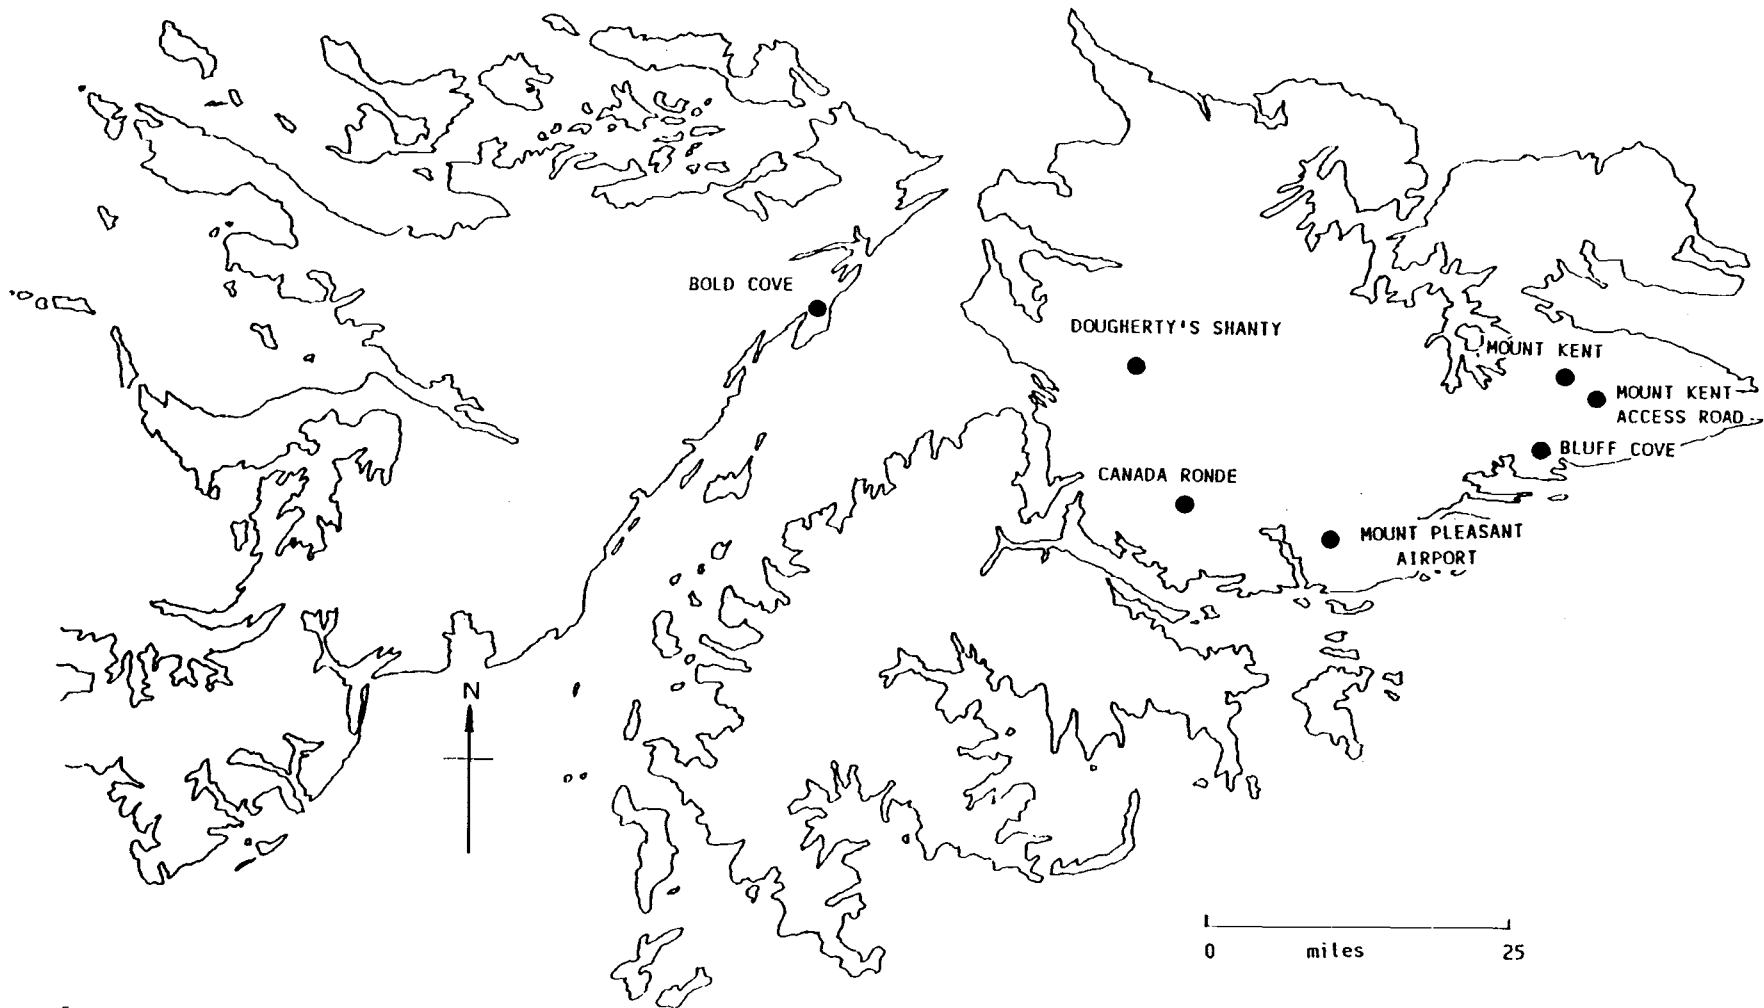 BOLD COVE
DOUGHERTY'S SHANTY
MOUNT KENT
MOUNT KENT
ACCESS ROAD
BLUFF COVE
CANADA RONDE
MOUNT PLEASANT
AIRPORT
N
0 miles 25